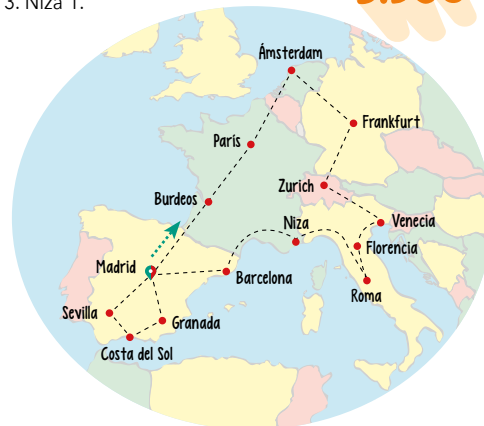 3. Niza 1.
Ámsterdam
Frankfurt
París
Zurich
Burdeos
Venecia
Niza
Florencia
Madrid
Barcelona
Roma
Sevilla
Granada
Costa del Sol